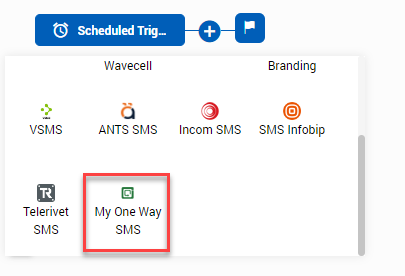 Scheduled Trig...
Wavecell Branding
VSMS ANTS SMS Incom SMS SMS Infobip
Telerivet My One Way
SMS SMS